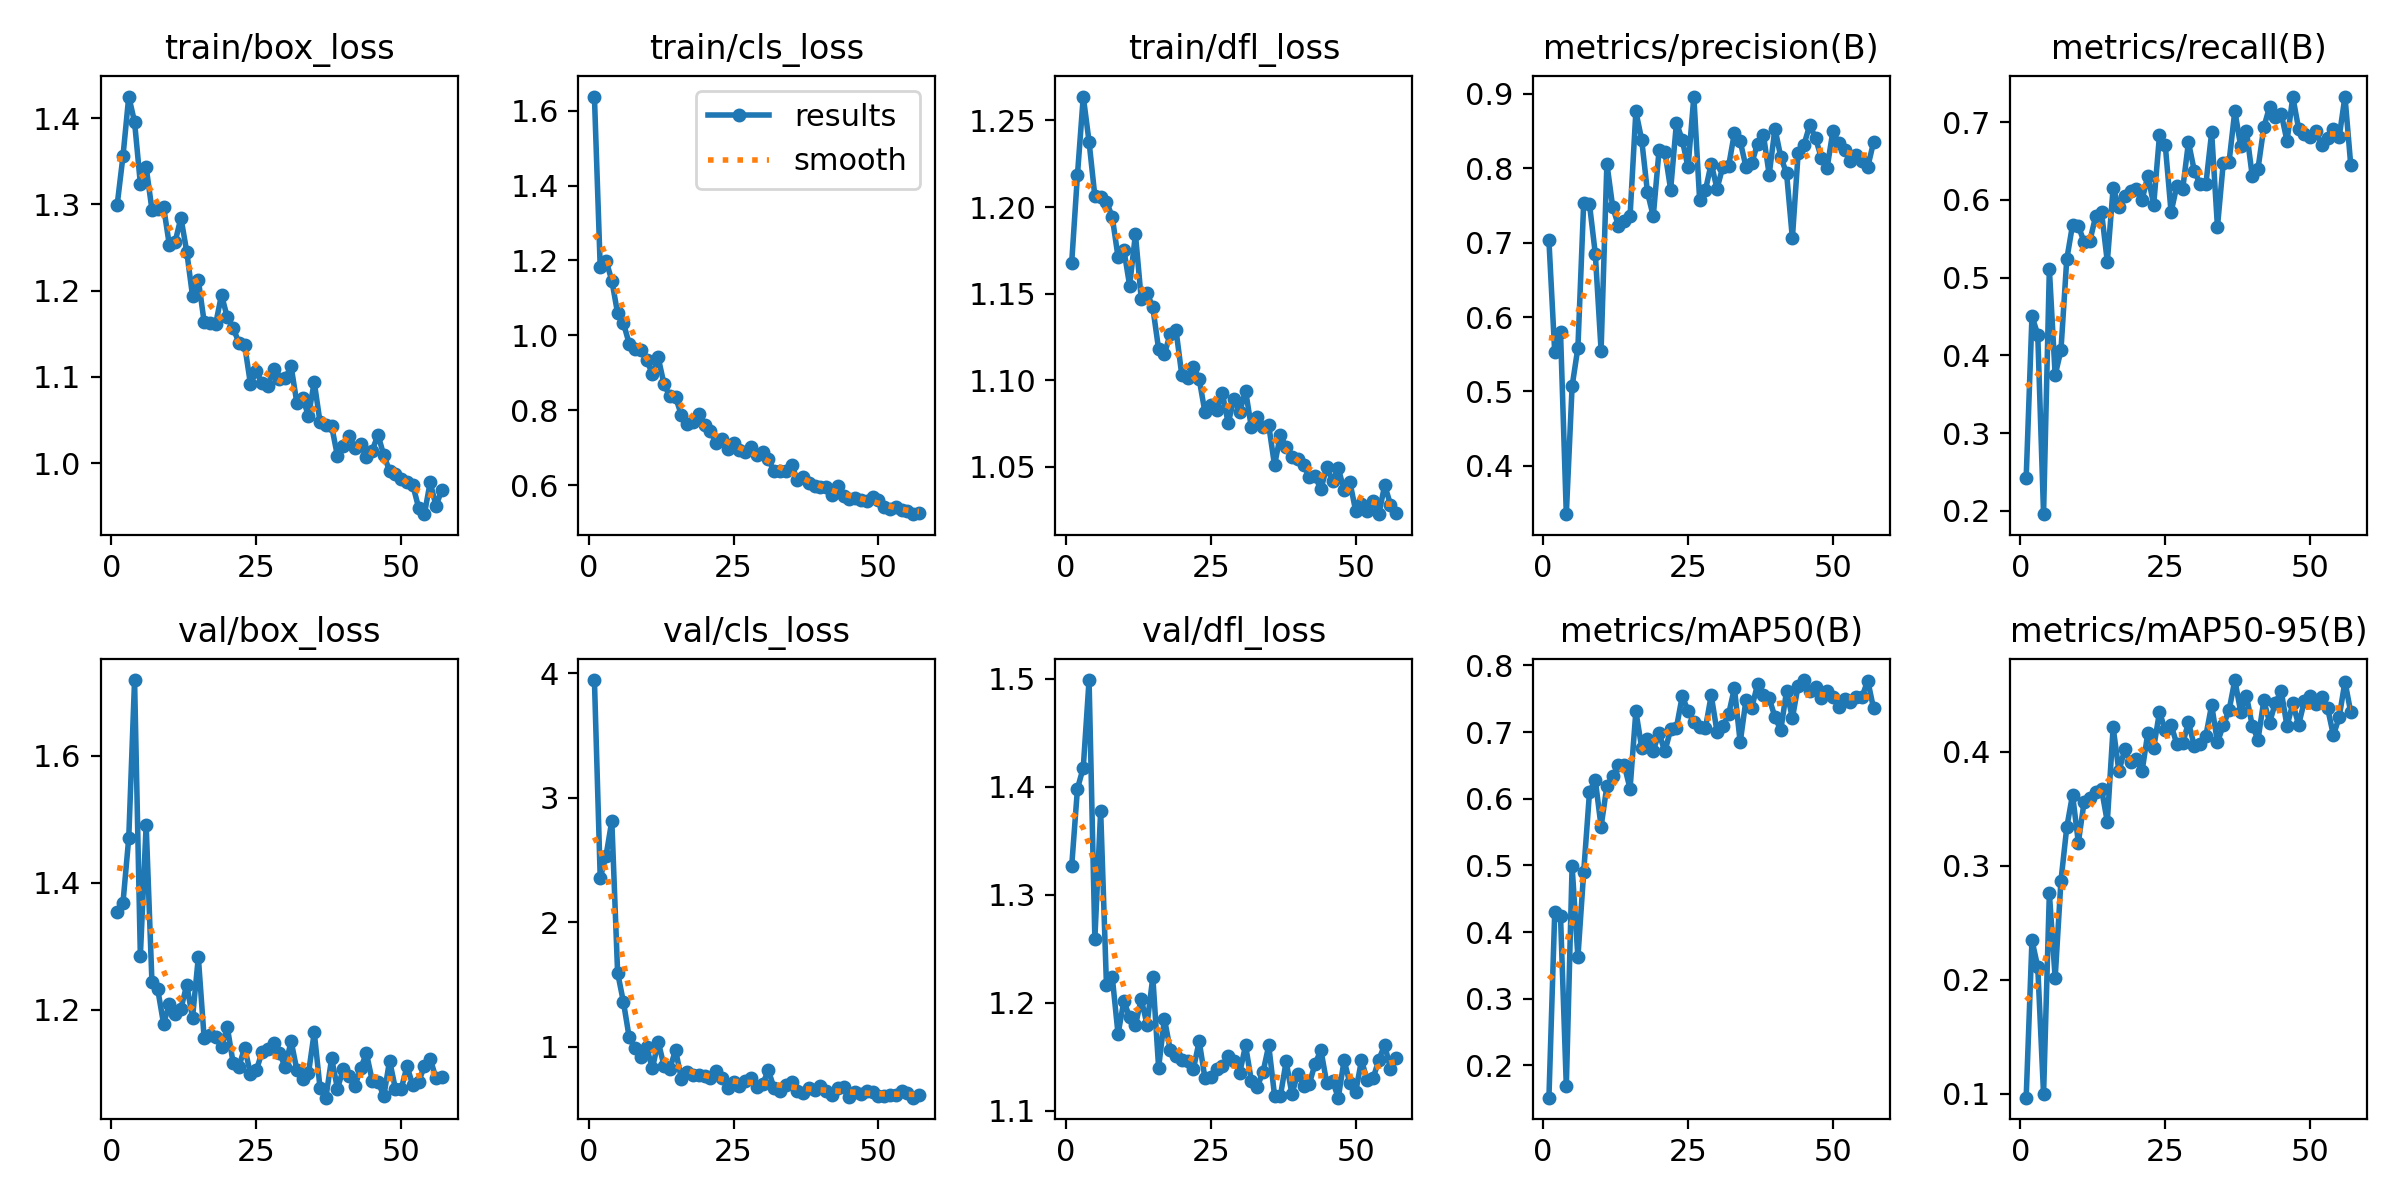 train/box_loss
1.4
1.3
1.2
1.1
1.0
0 25 50
train/cls_loss
results
smooth
1.6
1.4
1.2
1.0
0.8
0.6
0 25 50
train/dfl_loss
1.25
1.20
1.15
1.10
1.05
0 25 50
metrics/precision(B)
0.9
0.8
0.7
0.6
0.5
0.4
0 25 50
metrics/recall(B)
0.7
0.6
0.5
0.4
0.3
0.2
0 25 50
val/box_loss
1.6
1.4
1.2
0 25 50
val/cls_loss
4
3
2
1
0 25 50
val/dfl_loss
1.5
1.4
1.3
1.2
1.1
0 25 50
metrics/mAP50(B)
0.8
0.7
0.6
0.5
0.4
0.3
0.2
0 25 50
metrics/mAP50-95(B)
0.4
0.3
0.2
0.1
0 25 50